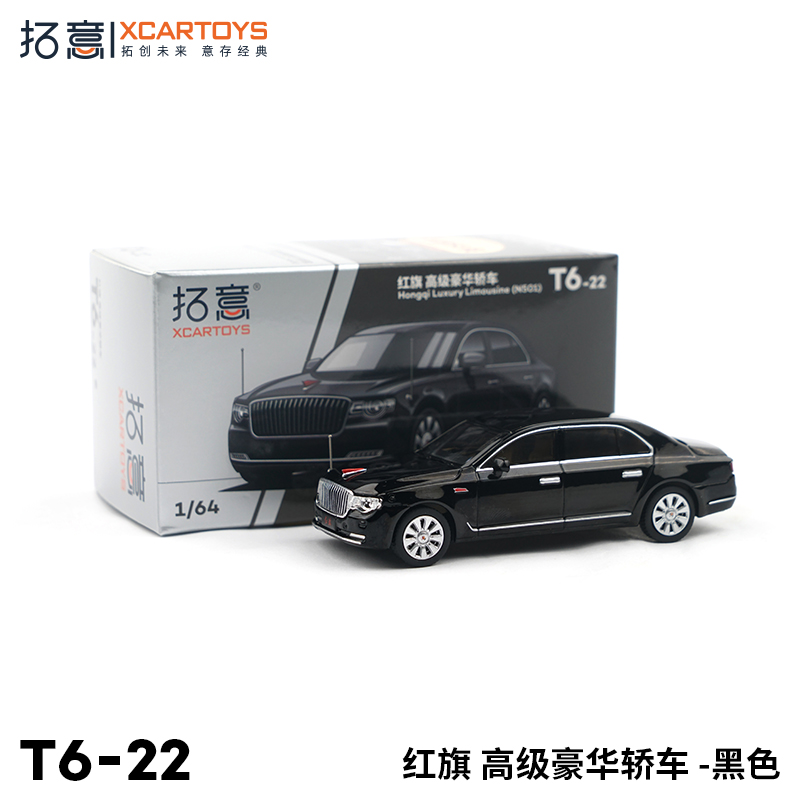 拓意 XCARTOYS
拓创未来 意存经典
拓意®
XCARTOYS
红旗 高级豪华轿车
Hongqi Luxury Limousine (N501)
T6-22
拓意
XCARTOYS
1/64
T6-22
红旗 高级豪华轿车 -黑色